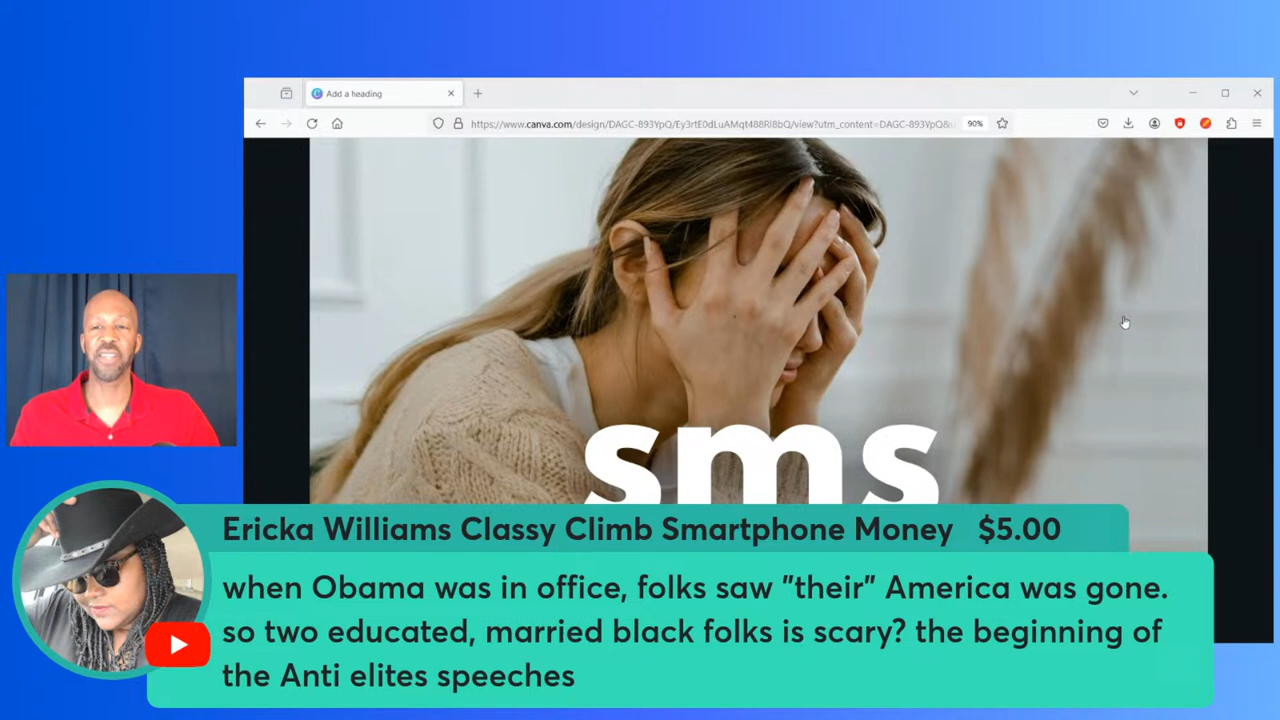 Add a heading
https://www.canva.com/design/DAGC-893YpQ/Ey3rtE0dLuAMqt488Rl8bQ/view?utm_content=DAGC-893YpQ& 90%
sms
Ericka Williams Classy Climb Smartphone Money $5.00
when Obama was in office, folks saw "their" America was gone.
so two educated, married black folks is scary? the beginning of
the Anti elites speeches